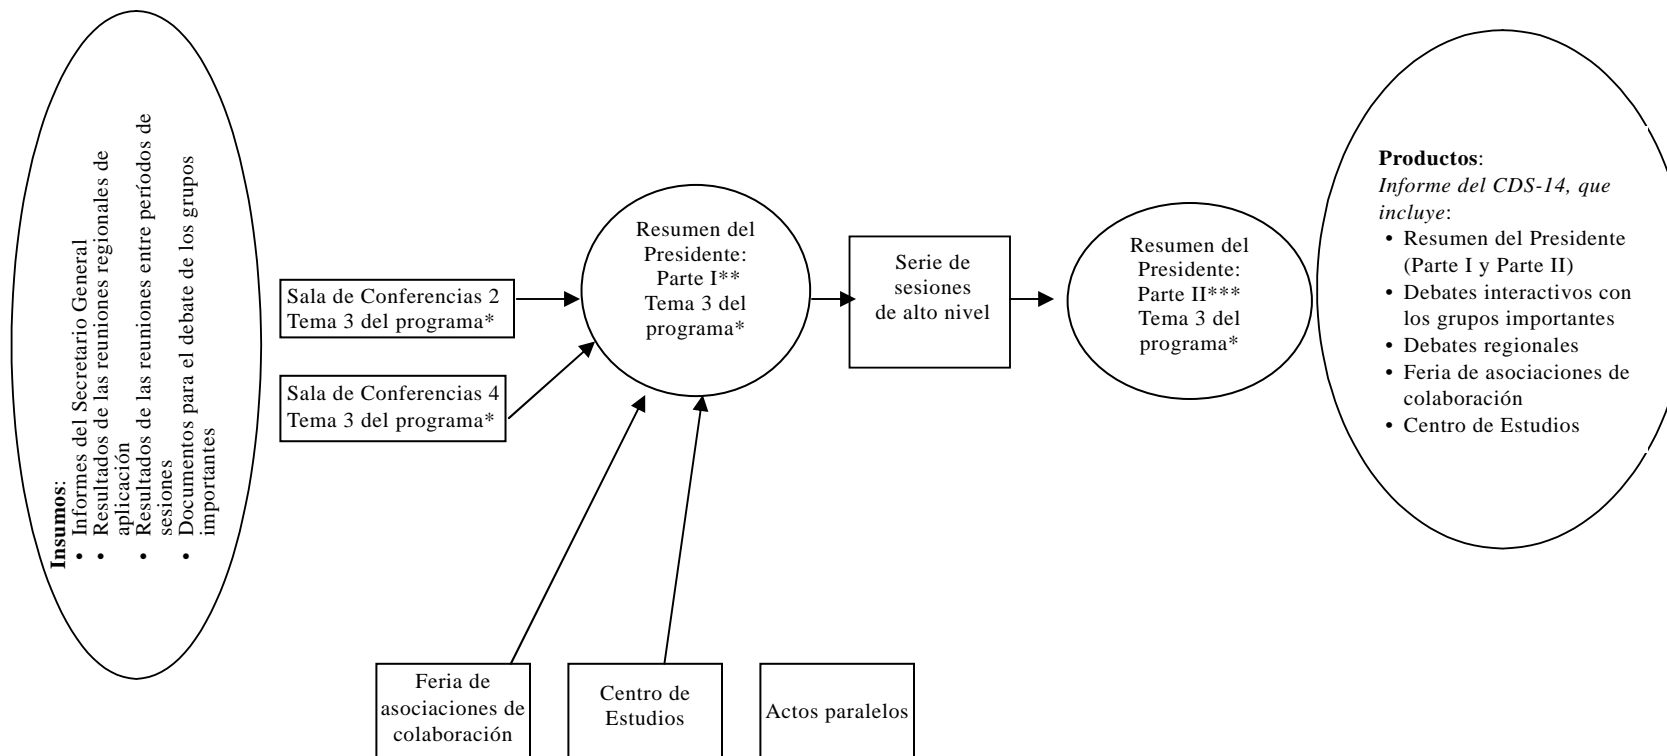 Insumos:
• Informes del Secretario General
• Resultados de las reuniones regionales de
aplicación
• Resultados de las reuniones entre períodos de
sesiones
• Documentos para el debate de los grupos
importantes
Sala de Conferencias 2
Tema 3 del programa*
Sala de Conferencias 4
Tema 3 del programa*
Resumen del
Presidente:
Parte I**
Tema 3 del
programa*
Serie de
sesiones
de alto nivel
Resumen del
Presidente:
Parte II***
Tema 3 del
programa*
Productos:
Informe del CDS-14, que
incluye:
• Resumen del Presidente
(Parte I y Parte II)
• Debates interactivos con
los grupos importantes
• Debates regionales
• Feria de asociaciones de
colaboración
• Centro de Estudios
Feria de
asociaciones de
colaboración
Centro de
Estudios
Actos paralelos